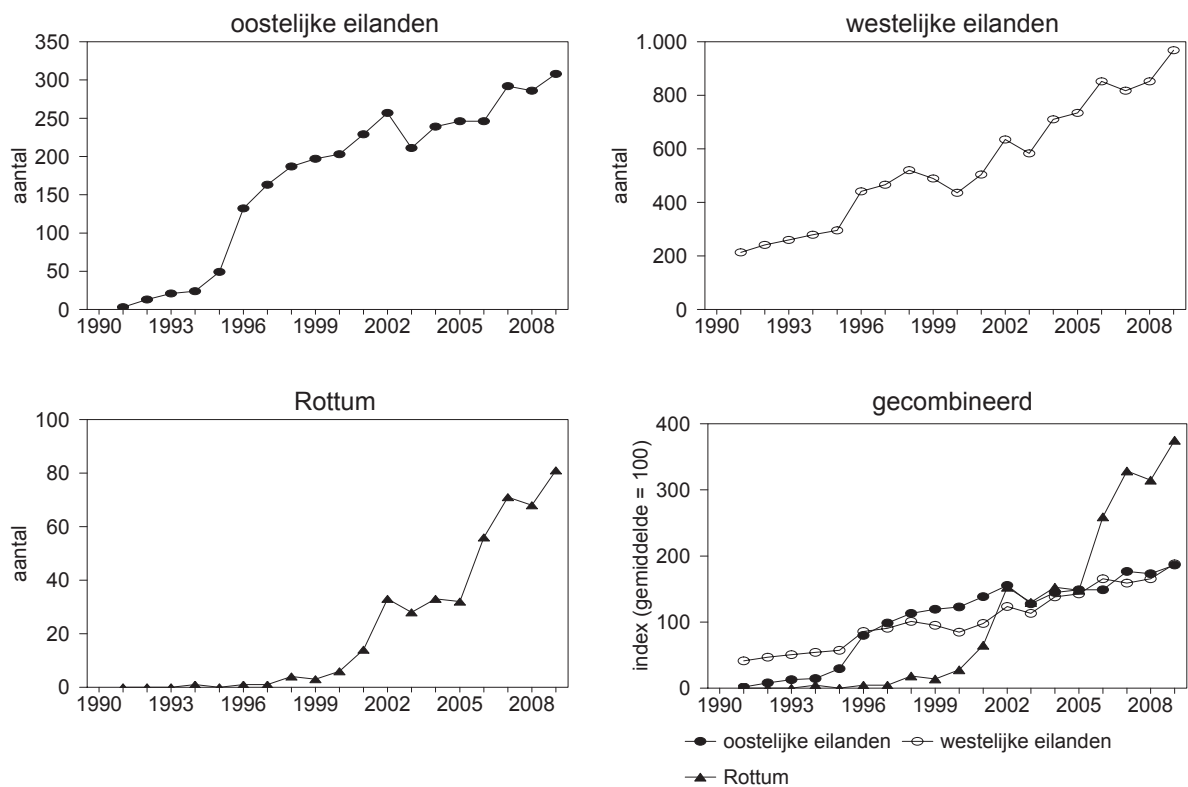 oostelijke eilanden
350
300
250
200
150
100
50
0
aantal
1990 1993 1996 1999 2002 2005 2008
westelijke eilanden
1.000
800
600
400
200
0
aantal
1990 1993 1996 1999 2002 2005 2008
Rottum
100
80
60
40
20
0
aantal
1990 1993 1996 1999 2002 2005 2008
gecombineerd
400
300
200
100
0
index (gemiddelde = 100)
1990 1993 1996 1999 2002 2005 2008
oostelijke eilanden westelijke eilanden
Rottum